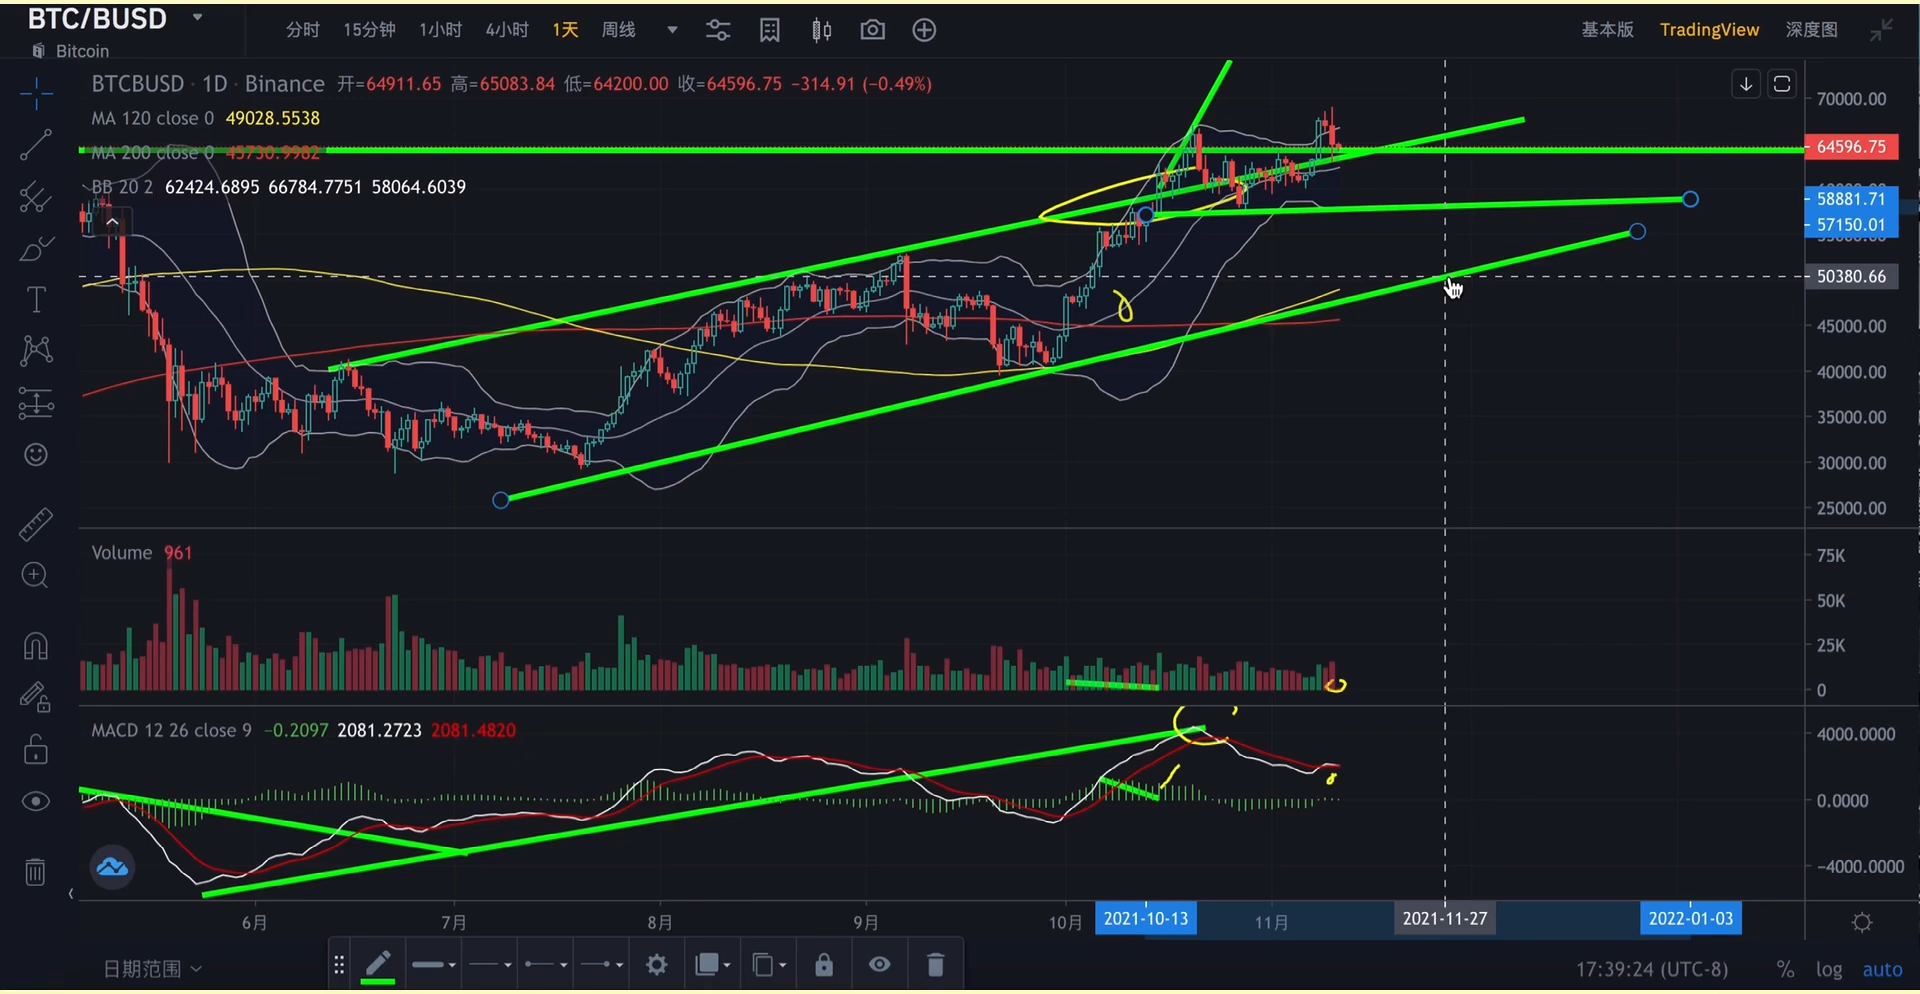 BTC/BUSD
Bitcoin
分时 15分钟 1小时 4小时 1天 周线
基本版 TradingView 深度图
BTCBUSD · 1D · Binance 开=64911.65 高=65083.84 低=64200.00 收=64596.75 −314.91 (−0.49%)
MA 120 close 0 49028.5538
MA 200 close 0 45730.9982
BB 20 2 62424.6895 66784.7751 58064.6039
70000.00
64596.75
58881.71
57150.01
50380.66
45000.00
40000.00
35000.00
30000.00
25000.00
Volume 961
75K
50K
25K
0
MACD 12 26 close 9 −0.2097 2081.2723 2081.4820
4000.0000
0.0000
−4000.0000
6月 7月 8月 9月 10月 2021-10-13 11月 2021-11-27 2022-01-03
日期范围
17:39:24 (UTC-8) % log auto